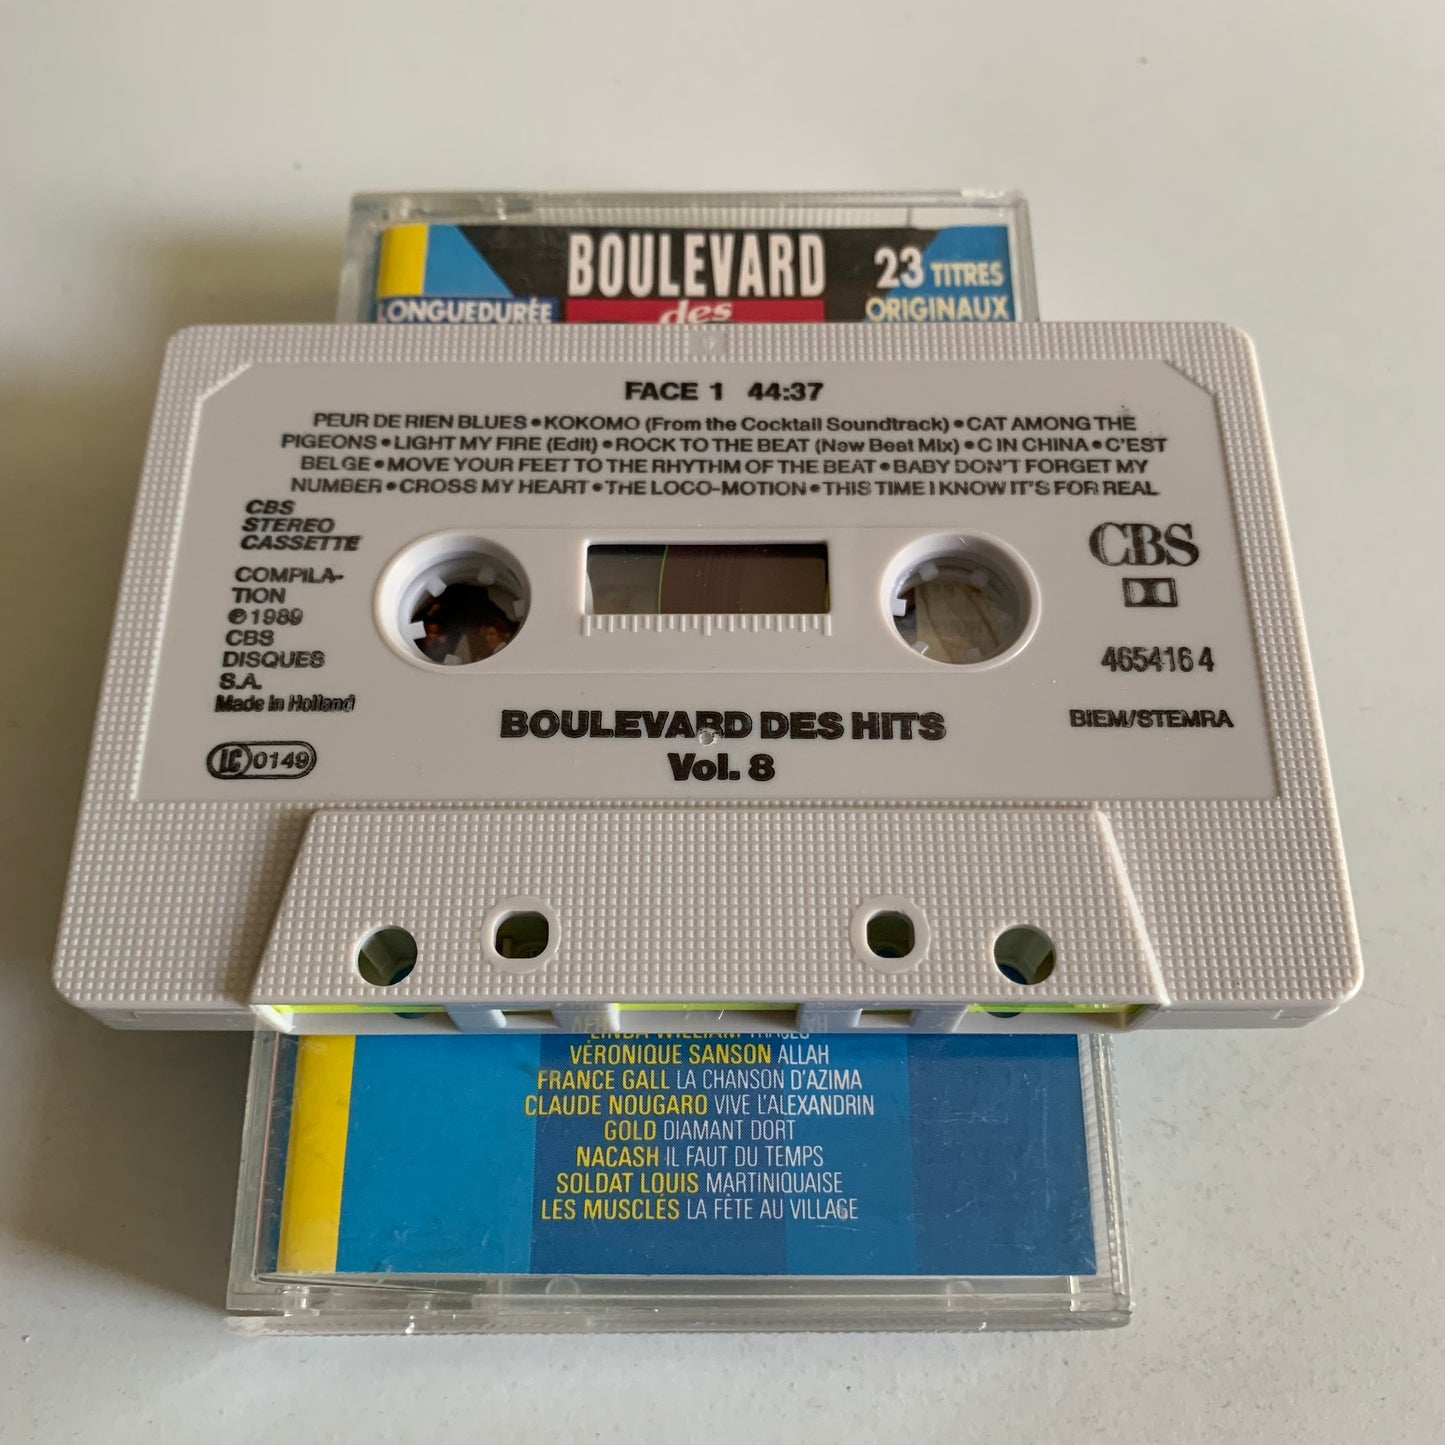 BOULEVARD
des
23 TITRES
ORIGINAUX
LONGUEDURÉE
FACE 1 44:37
PEUR DE RIEN BLUES • KOKOMO (From the Cocktail Soundtrack) • CAT AMONG THE
PIGEONS • LIGHT MY FIRE (Edit) • ROCK TO THE BEAT (New Beat Mix) • C IN CHINA • C'EST
BELGE • MOVE YOUR FEET TO THE RHYTHM OF THE BEAT • BABY DON'T FORGET MY
NUMBER • CROSS MY HEART • THE LOCO-MOTION • THIS TIME I KNOW IT'S FOR REAL
CBS
STEREO
CASSETTE
COMPILA-
TION
℗ 1989
CBS
DISQUES
S.A.
Made in Holland
LC 0149
CBS
465416 4
BIEM/STEMRA
BOULEVARD DES HITS
Vol. 8
LINDA WILLIAM TRACES
VÉRONIQUE SANSON ALLAH
FRANCE GALL LA CHANSON D'AZIMA
CLAUDE NOUGARO VIVE L'ALEXANDRIN
GOLD DIAMANT DORT
NACASH IL FAUT DU TEMPS
SOLDAT LOUIS MARTINIQUAISE
LES MUSCLÉS LA FÊTE AU VILLAGE